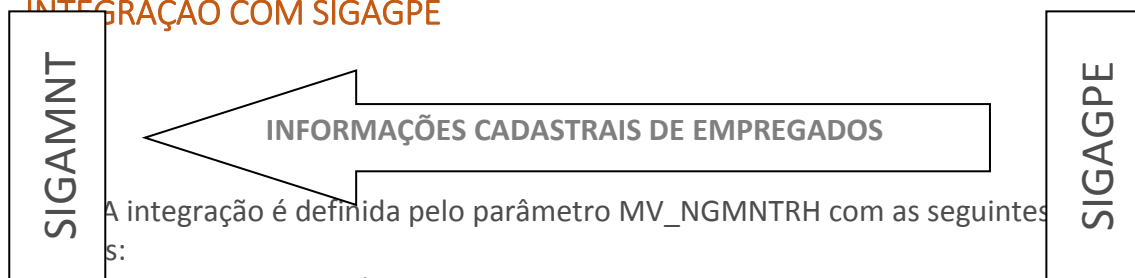 INTEGRAÇÃO COM SIGAGPE
SIGAMNT
INFORMAÇÕES CADASTRAIS DE EMPREGADOS
SIGAGPE
A integração é definida pelo parâmetro MV_NGMNTRH com as seguintes
s: